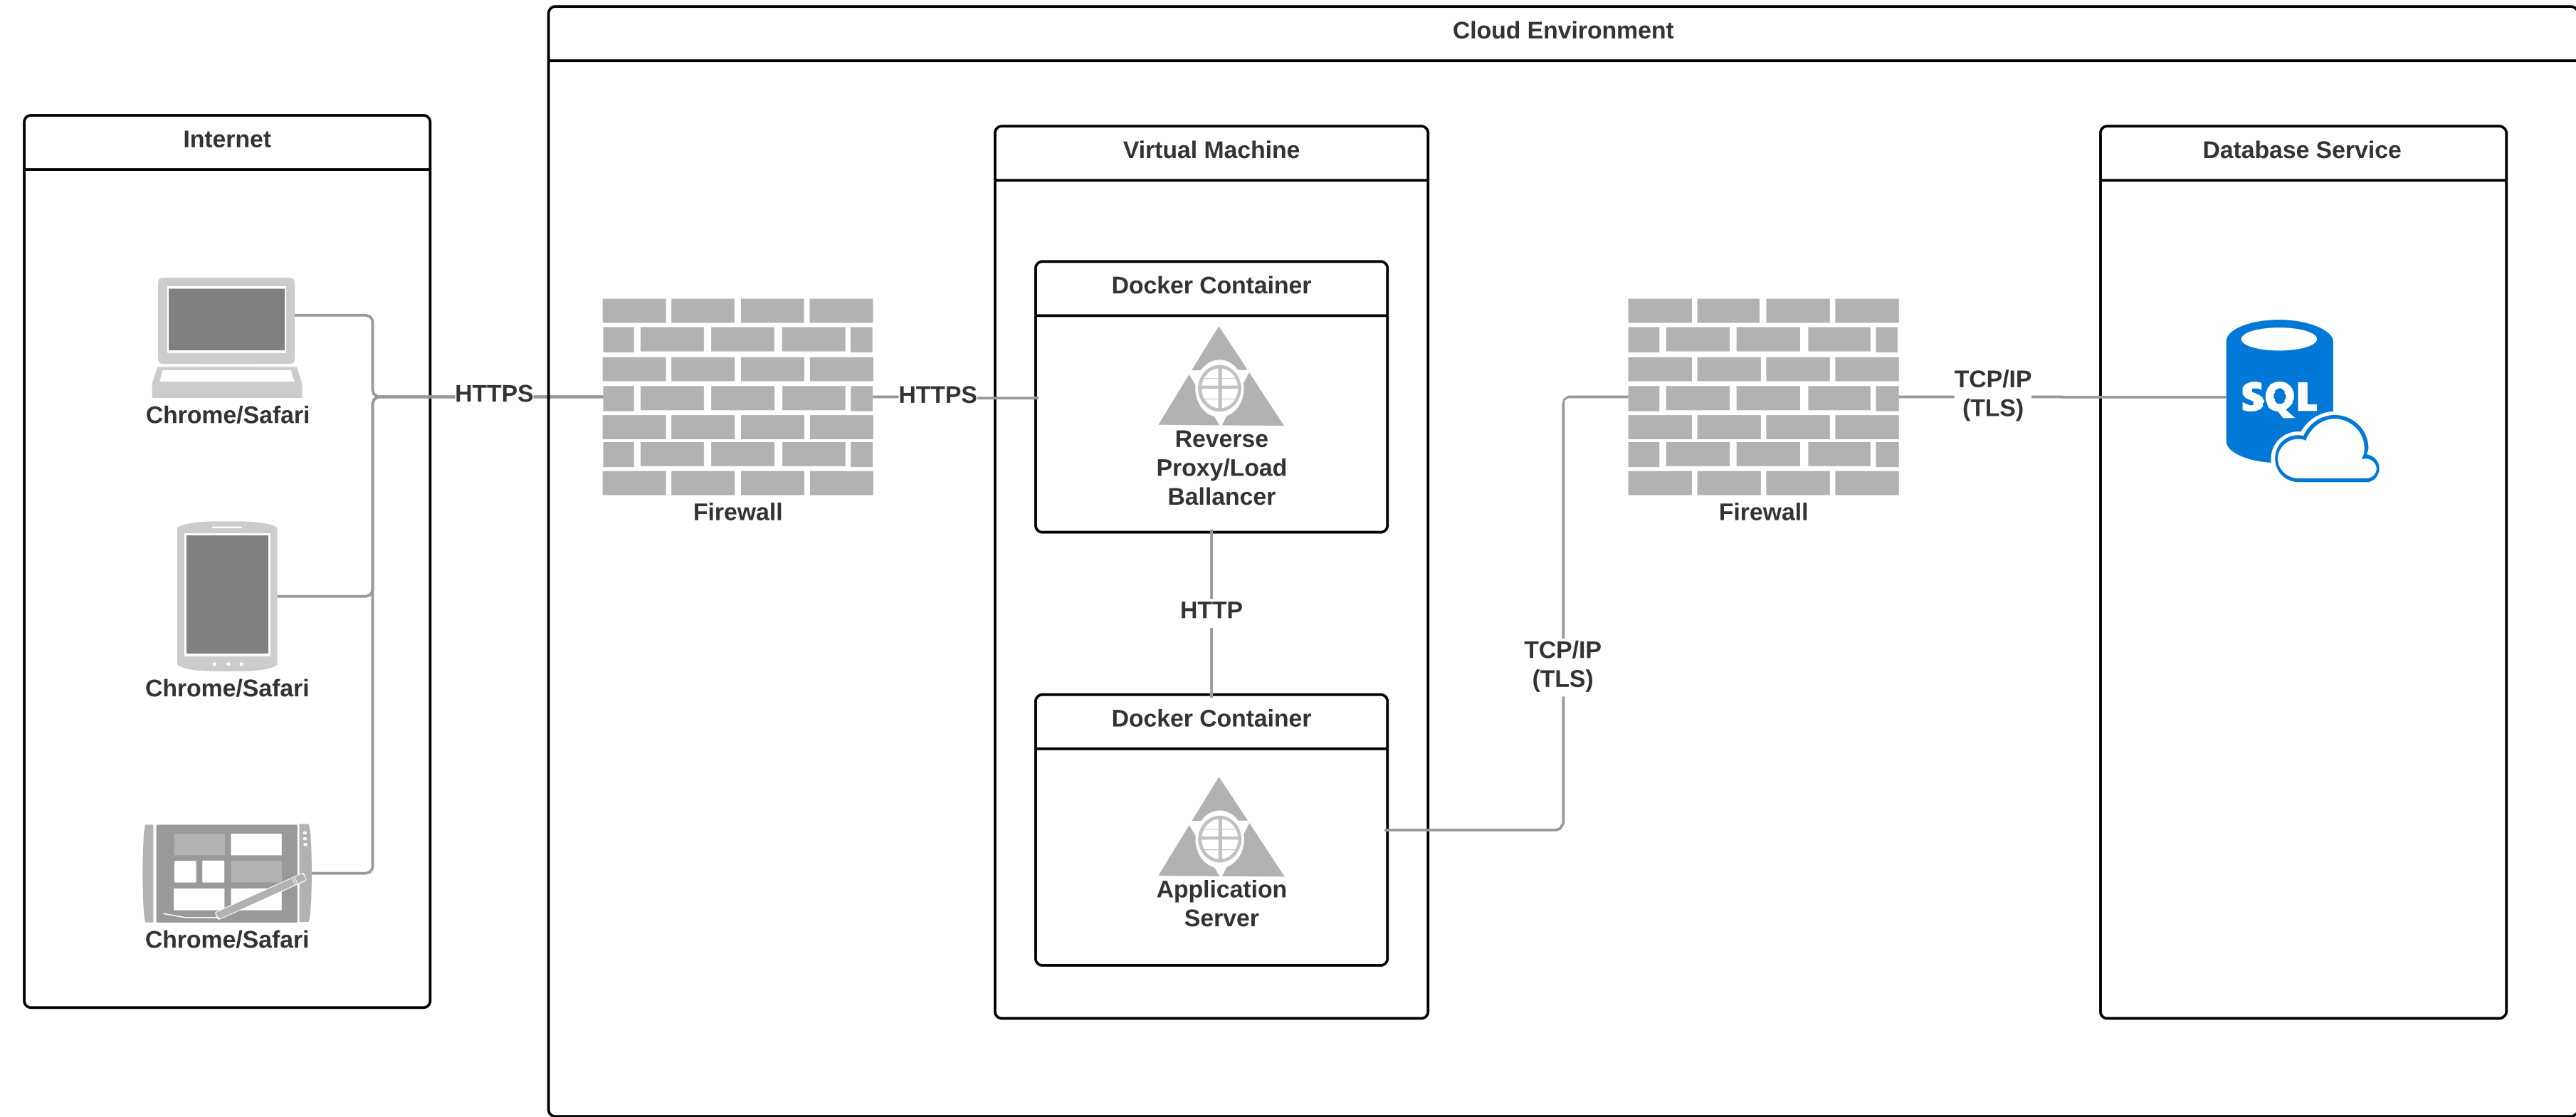 Cloud Environment
Internet
Chrome/Safari
Chrome/Safari
Chrome/Safari
HTTPS
Firewall
HTTPS
Virtual Machine
Docker Container
Reverse
Proxy/Load
Ballancer
HTTP
Docker Container
Application
Server
TCP/IP
(TLS)
Firewall
TCP/IP
(TLS)
Database Service
SQL